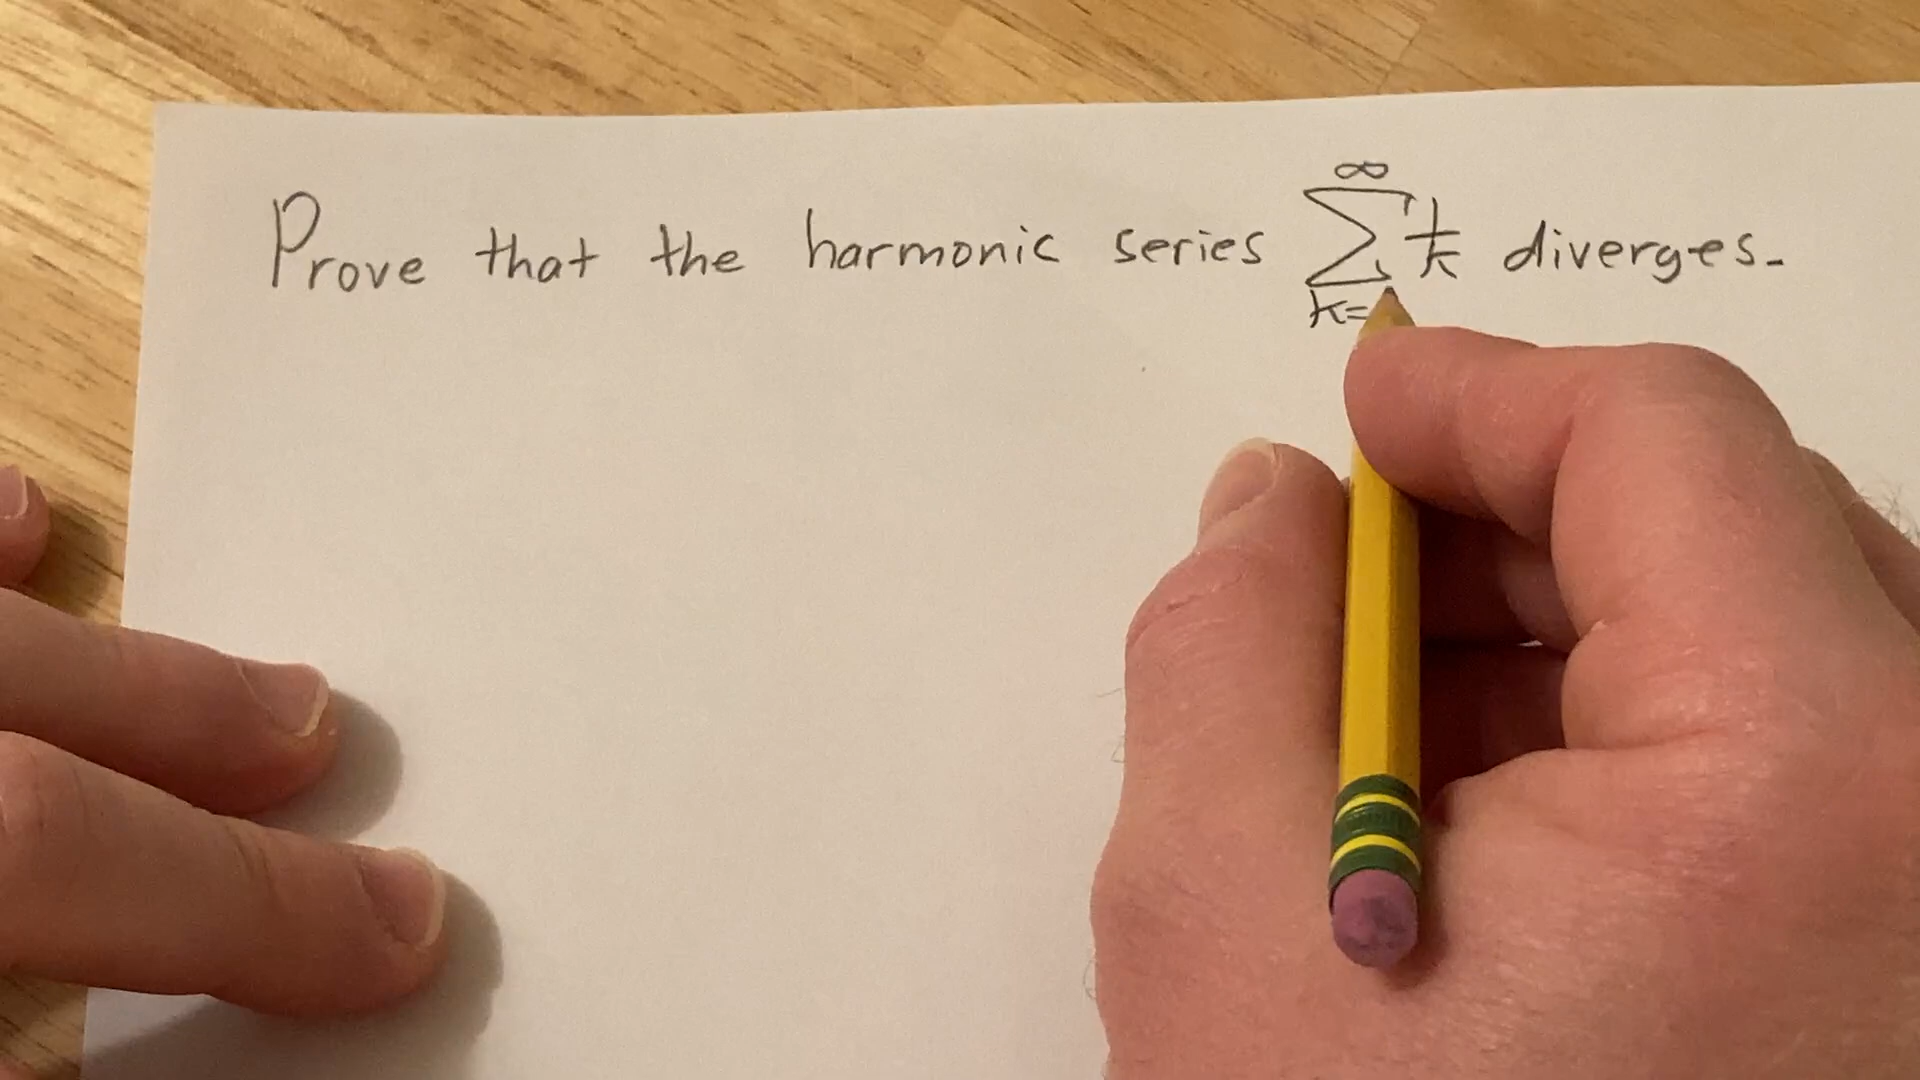 Prove that the harmonic series ∑_{k=}^{∞} 1/k diverges.